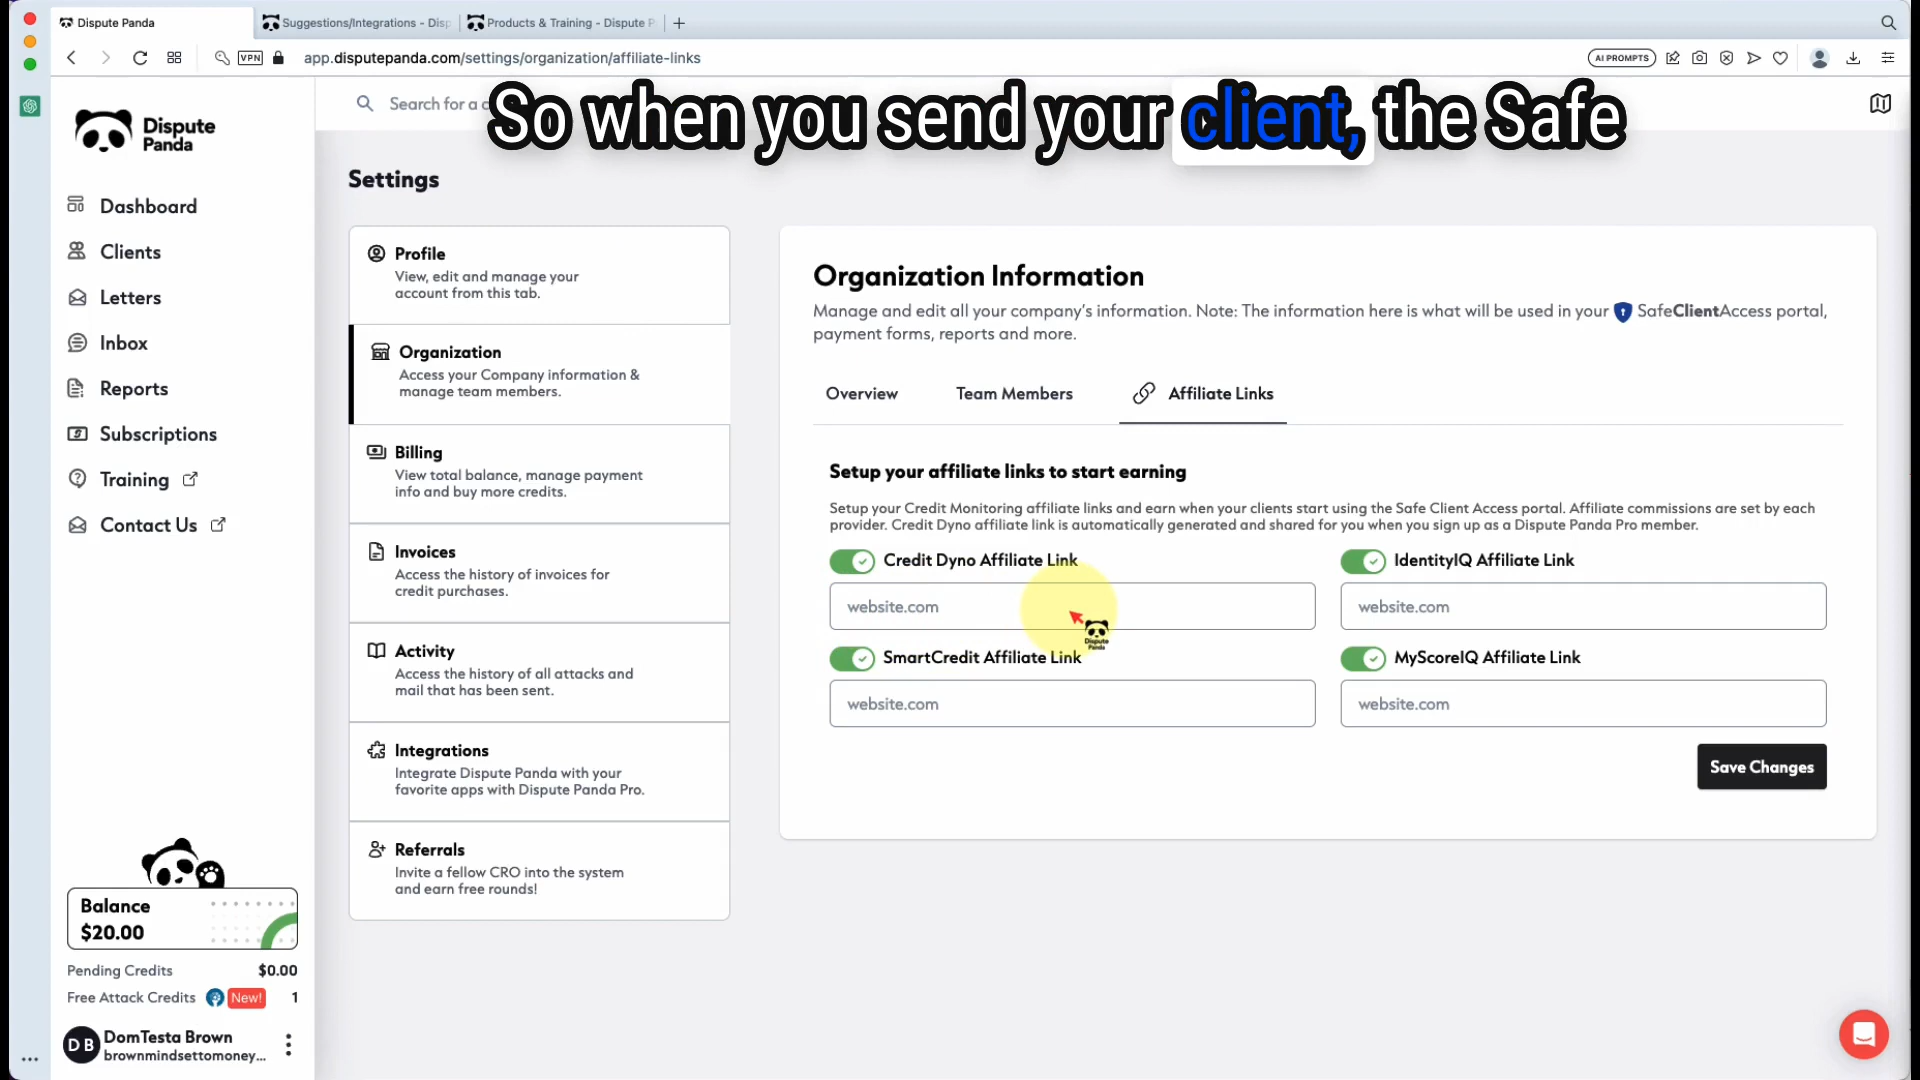 Dispute Panda
Suggestions/Integrations - Disp
Products & Training - Dispute P
VPN
app.disputepanda.com/settings/organization/affiliate-links
AI PROMPTS
Search for a c
So when you send your client, the Safe
Dispute
Panda
Dashboard
Clients
Letters
Inbox
Reports
Subscriptions
Training
Contact Us
Balance
$20.00
Pending Credits $0.00
Free Attack Credits New! 1
D B
DomTesta Brown
brownmindsettomoney...
Settings
Profile
View, edit and manage your
account from this tab.
Organization
Access your Company information &
manage team members.
Billing
View total balance, manage payment
info and buy more credits.
Invoices
Access the history of invoices for
credit purchases.
Activity
Access the history of all attacks and
mail that has been sent.
Integrations
Integrate Dispute Panda with your
favorite apps with Dispute Panda Pro.
Referrals
Invite a fellow CRO into the system
and earn free rounds!
Organization Information
Manage and edit all your company's information. Note: The information here is what will be used in your SafeClientAccess portal,
payment forms, reports and more.
Overview
Team Members
Affiliate Links
Setup your affiliate links to start earning
Setup your Credit Monitoring affiliate links and earn when your clients start using the Safe Client Access portal. Affiliate commissions are set by each
provider. Credit Dyno affiliate link is automatically generated and shared for you when you sign up as a Dispute Panda Pro member.
Credit Dyno Affiliate Link
website.com
IdentityIQ Affiliate Link
website.com
Dispute
Panda
SmartCredit Affiliate Link
website.com
MyScoreIQ Affiliate Link
website.com
Save Changes